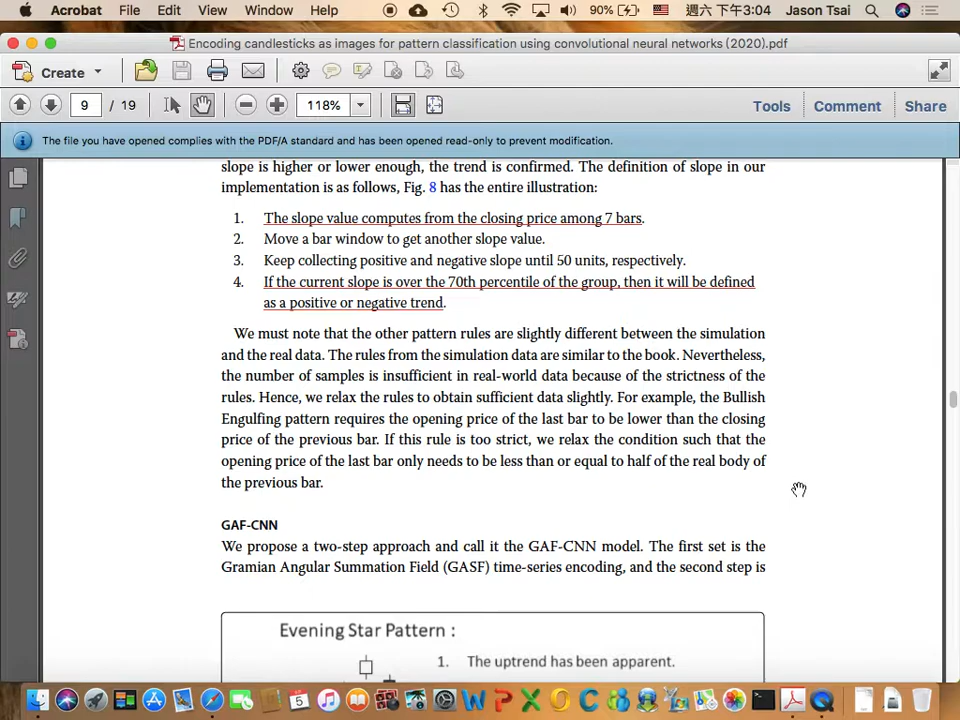 Acrobat File Edit View Window Help 90% 週六 下午3:04 Jason Tsai
Encoding candlesticks as images for pattern classification using convolutional neural networks (2020).pdf
Create
9 / 19 118% Tools Comment Share
The file you have opened complies with the PDF/A standard and has been opened read-only to prevent modification.
slope is higher or lower enough, the trend is confirmed. The definition of slope in our
implementation is as follows, Fig. 8 has the entire illustration:
1. The slope value computes from the closing price among 7 bars.
2. Move a bar window to get another slope value.
3. Keep collecting positive and negative slope until 50 units, respectively.
4. If the current slope is over the 70th percentile of the group, then it will be defined
as a positive or negative trend.
We must note that the other pattern rules are slightly different between the simulation
and the real data. The rules from the simulation data are similar to the book. Nevertheless,
the number of samples is insufficient in real-world data because of the strictness of the
rules. Hence, we relax the rules to obtain sufficient data slightly. For example, the Bullish
Engulfing pattern requires the opening price of the last bar to be lower than the closing
price of the previous bar. If this rule is too strict, we relax the condition such that the
opening price of the last bar only needs to be less than or equal to half of the real body of
the previous bar.
GAF-CNN
We propose a two-step approach and call it the GAF-CNN model. The first set is the
Gramian Angular Summation Field (GASF) time-series encoding, and the second step is
Evening Star Pattern :
1. The uptrend has been apparent.